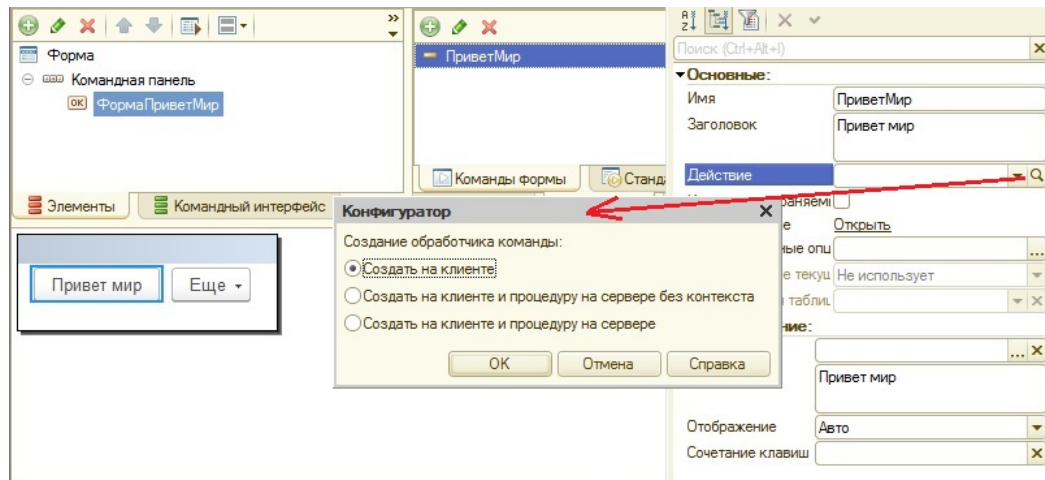 Форма
Командная панель
OK ФормаПриветМир
Элементы
Командный интерфейс
Привет мир
Еще
ПриветМир
Команды формы
Станда
Поиск (Ctrl+Alt+I)
Основные:
Имя
ПриветМир
Заголовок
Привет мир
Действие
Открыть
Не использует
Привет мир
Отображение
Авто
Сочетание клавиш
Конфигуратор
Создание обработчика команды:
Создать на клиенте
Создать на клиенте и процедуру на сервере без контекста
Создать на клиенте и процедуру на сервере
OK
Отмена
Справка